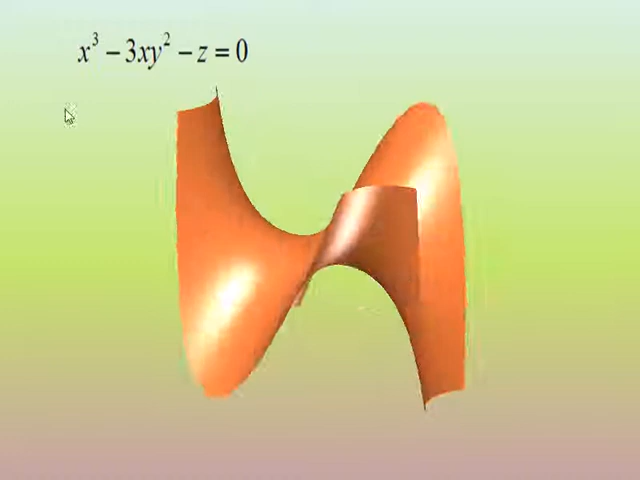 x³ − 3xy² − z = 0